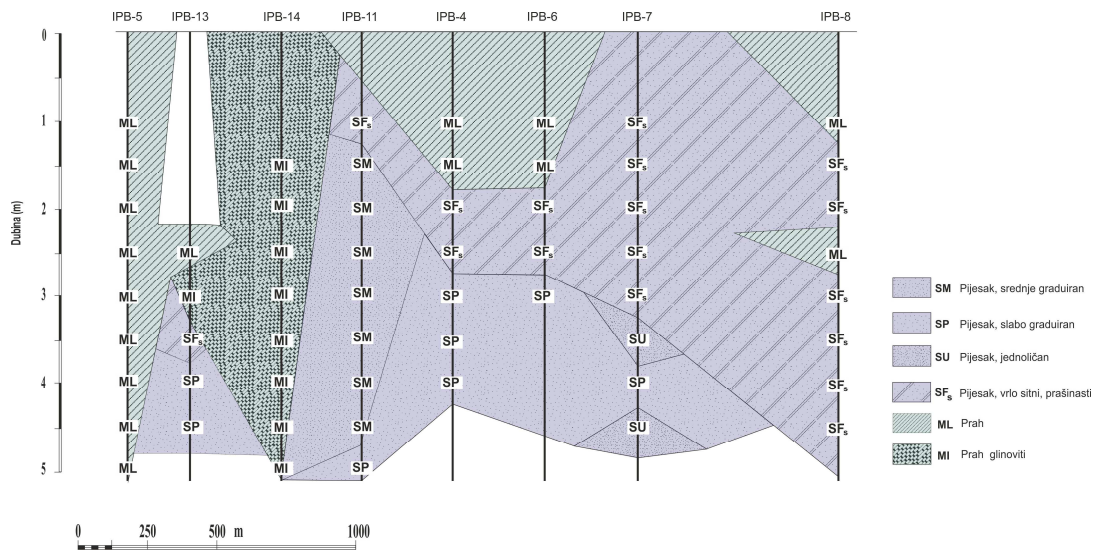 IPB-5 IPB-13 IPB-14 IPB-11 IPB-4 IPB-6 IPB-7 IPB-8
0
ML SFs ML ML SFs ML
1
ML MI SM ML ML SFs SFs
ML MI SM SFs SFs SFs SFs
2
ML ML MI SM SFs SFs SFs ML
ML MI MI SM SP SP SFs SFs
3
ML SFs MI SM SP SU SFs
ML SP MI SM SP SP SFs
4
ML SP MI SM SU SFs
ML MI SP
5
Dubina (m)
SM Pijesak, srednje graduiran
SP Pijesak, slabo graduiran
SU Pijesak, jednoličan
SFs Pijesak, vrlo sitni, prašinasti
ML Prah
MI Prah glinoviti
0 250 500 m 1000